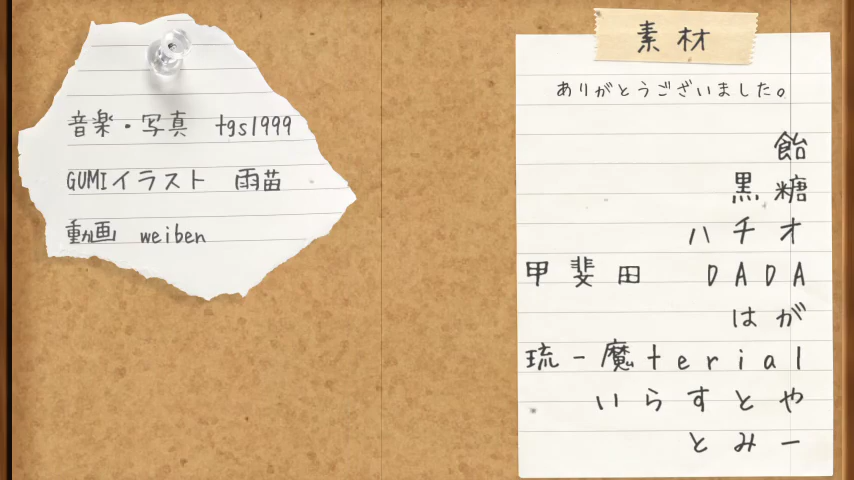 音楽・写真 tgs1999
GUMIイラスト 雨苗
動画 weiben
素材
ありがとうございました。
飴
黒糖
ハチオ
甲斐田 DADA
はが
琉-魔terial
いらすとや
とみー